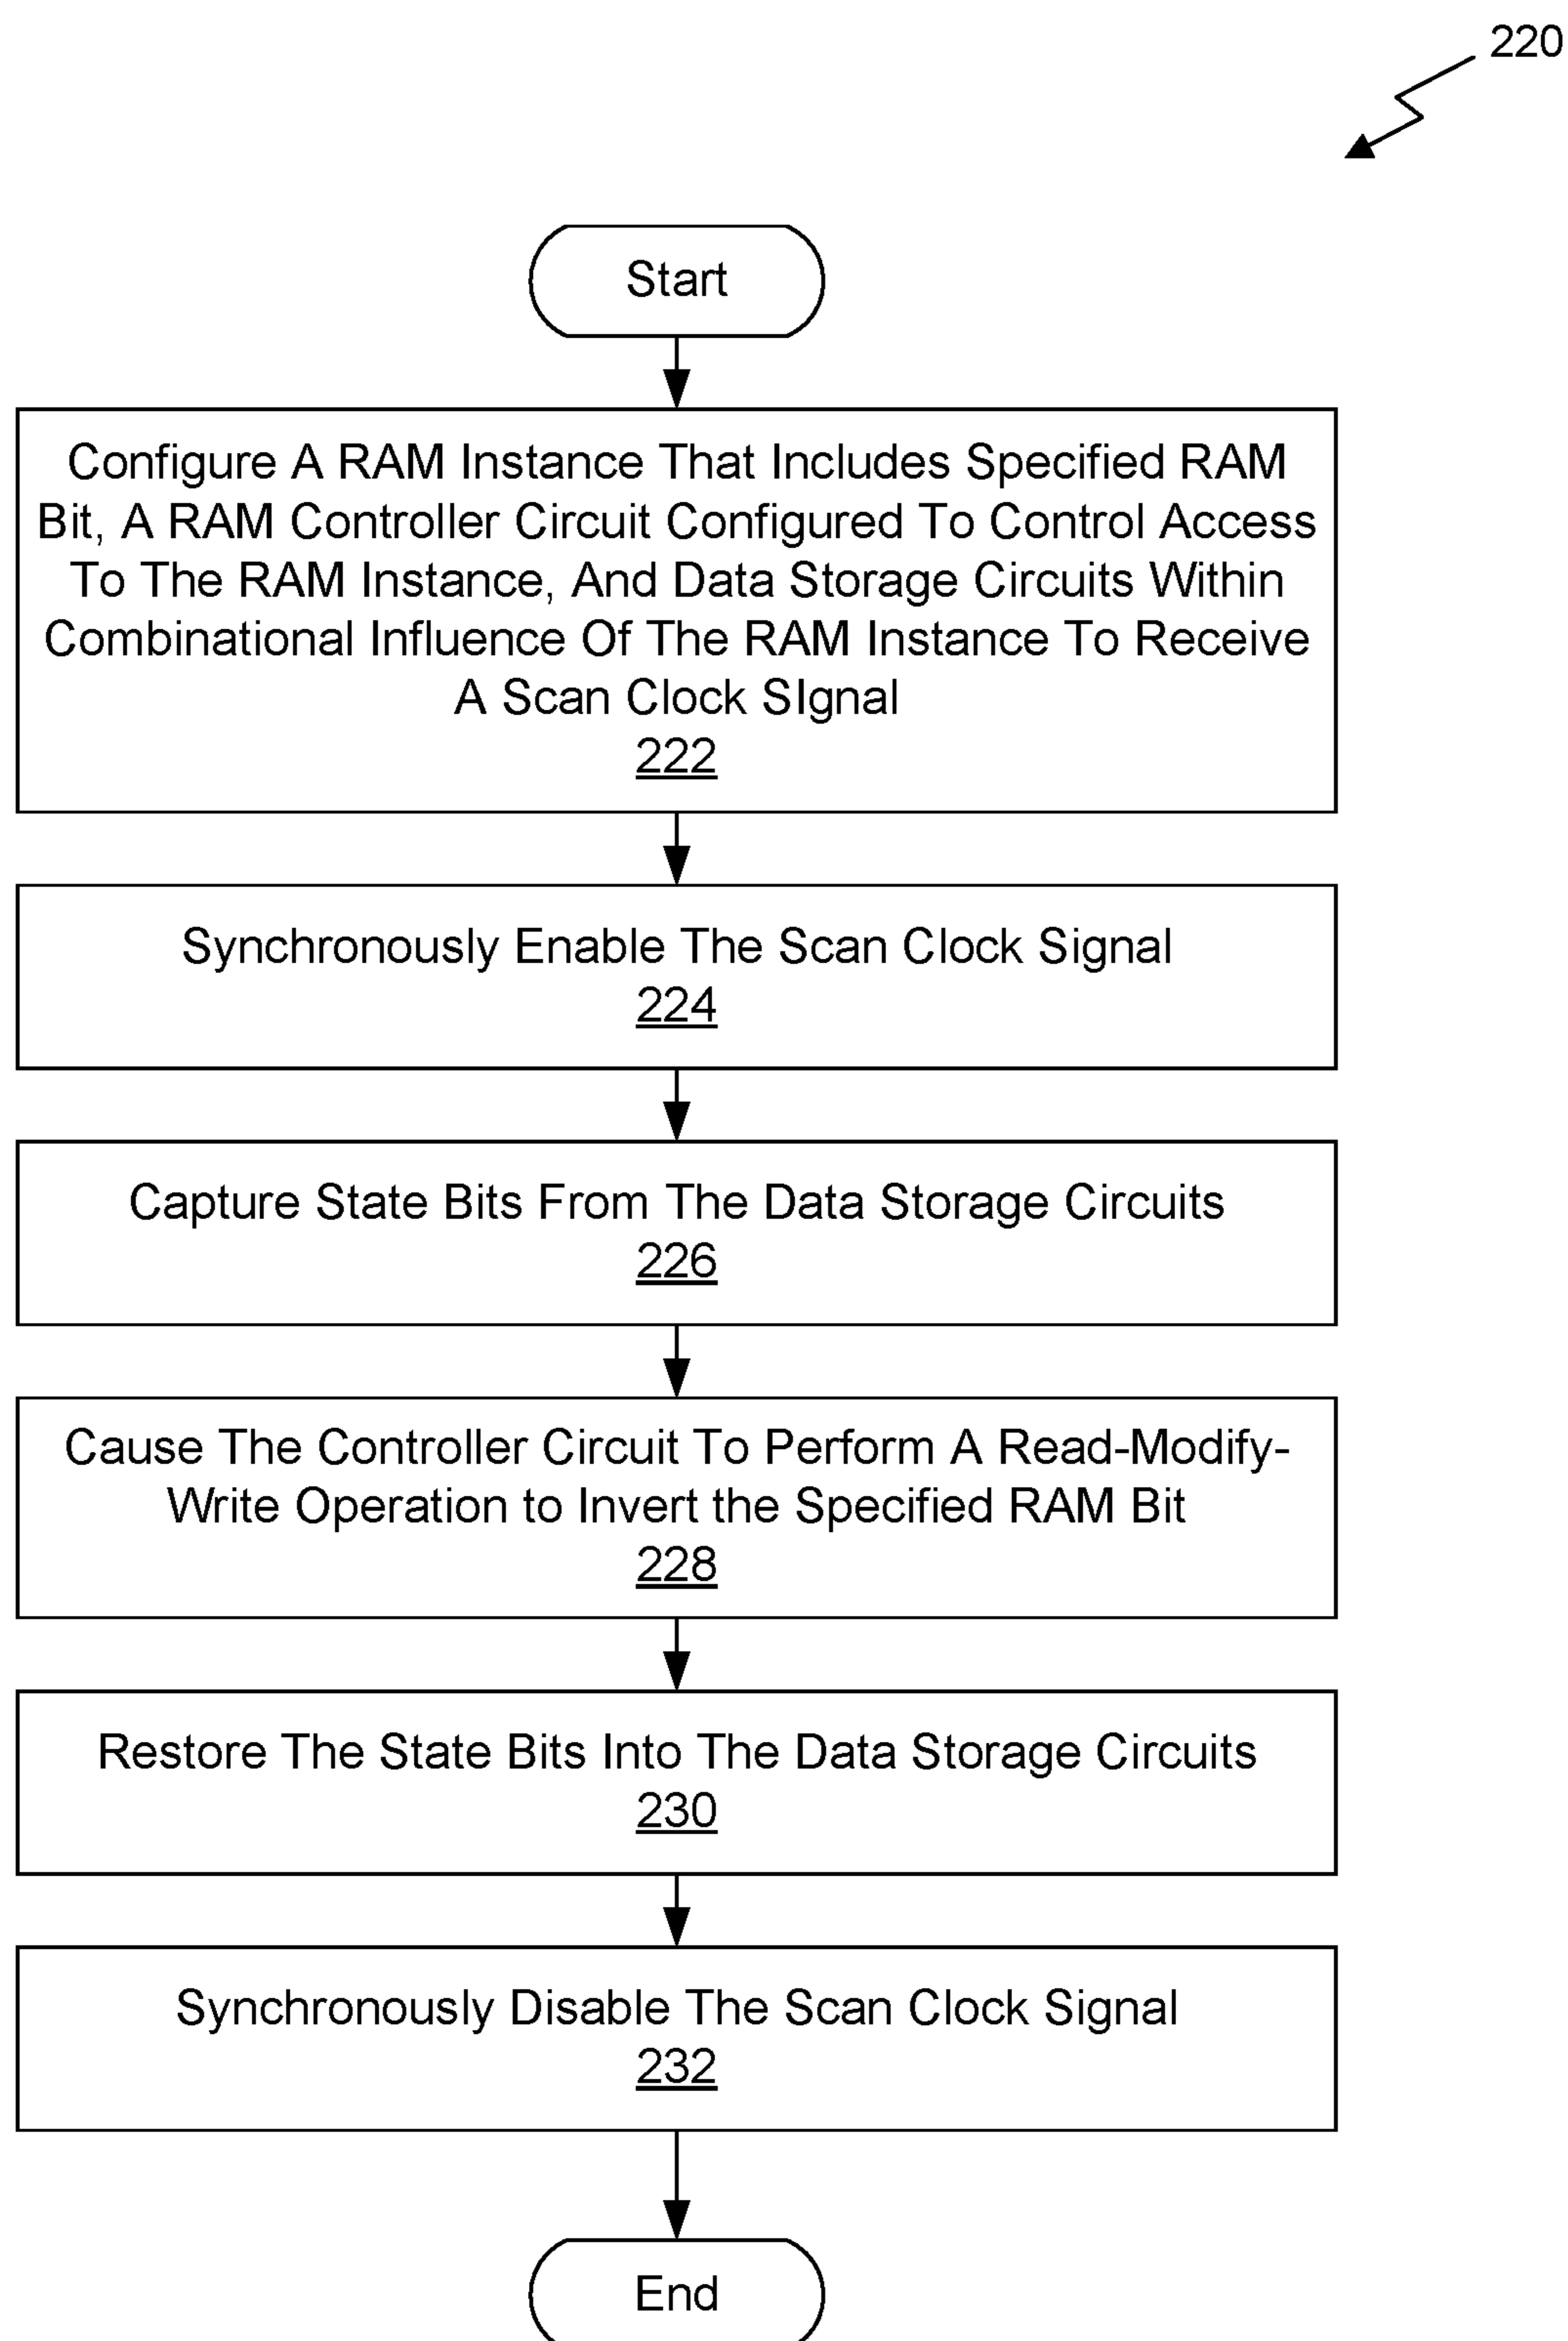 220
Start
Configure A RAM Instance That Includes Specified RAM
Bit, A RAM Controller Circuit Configured To Control Access
To The RAM Instance, And Data Storage Circuits Within
Combinational Influence Of The RAM Instance To Receive
A Scan Clock SIgnal
222
Synchronously Enable The Scan Clock Signal
224
Capture State Bits From The Data Storage Circuits
226
Cause The Controller Circuit To Perform A Read-Modify-
Write Operation to Invert the Specified RAM Bit
228
Restore The State Bits Into The Data Storage Circuits
230
Synchronously Disable The Scan Clock Signal
232
End